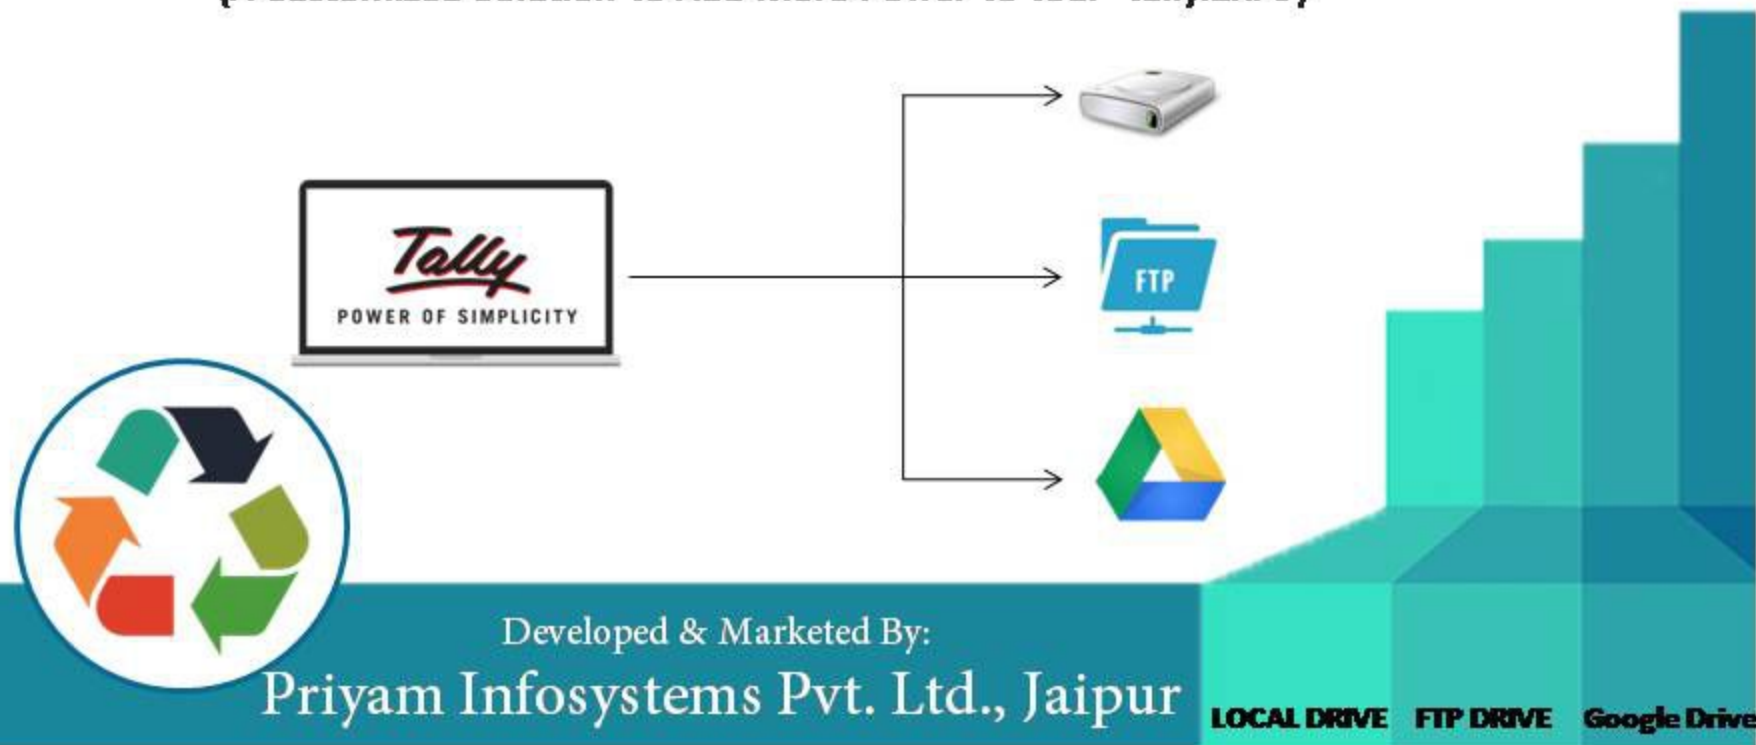 Tally
POWER OF SIMPLICITY
FTP
Developed & Marketed By:
Priyam Infosystems Pvt. Ltd., Jaipur
LOCAL DRIVE FTP DRIVE Google Drive